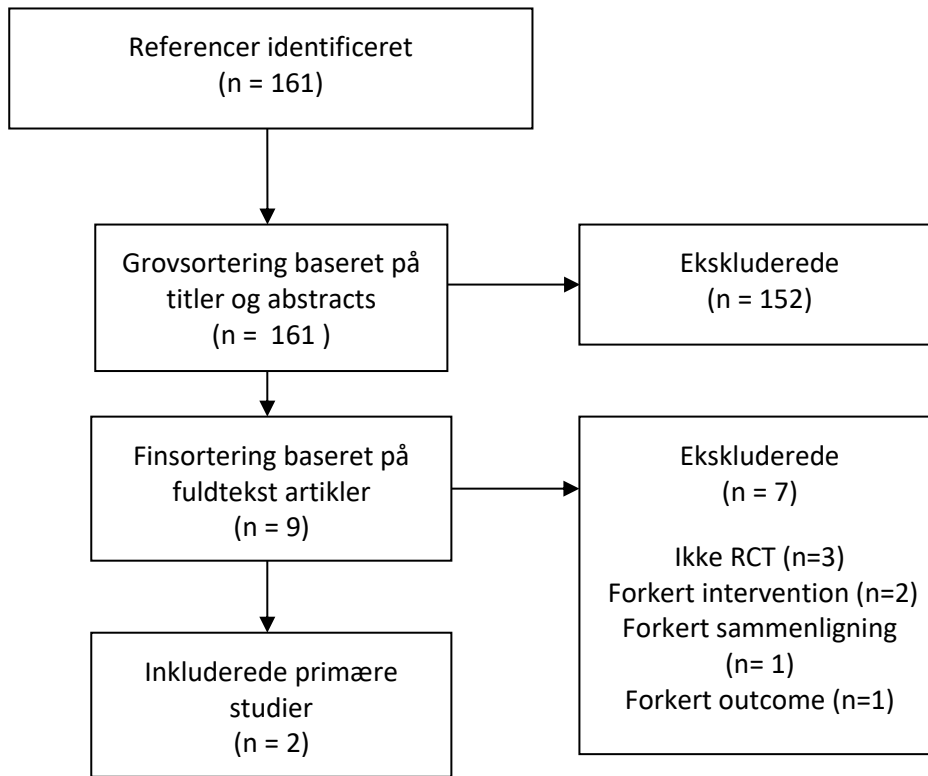 Referencer identificeret
(n = 161)
Grovsortering baseret på
titler og abstracts
(n =  161 )
Ekskluderede
(n = 152)
Finsortering baseret på
fuldtekst artikler
(n = 9)
Ekskluderede
(n = 7)
Ikke RCT (n=3)
Forkert intervention (n=2)
Forkert sammenligning
(n= 1)
Forkert outcome (n=1)
Inkluderede primære
studier
(n = 2)